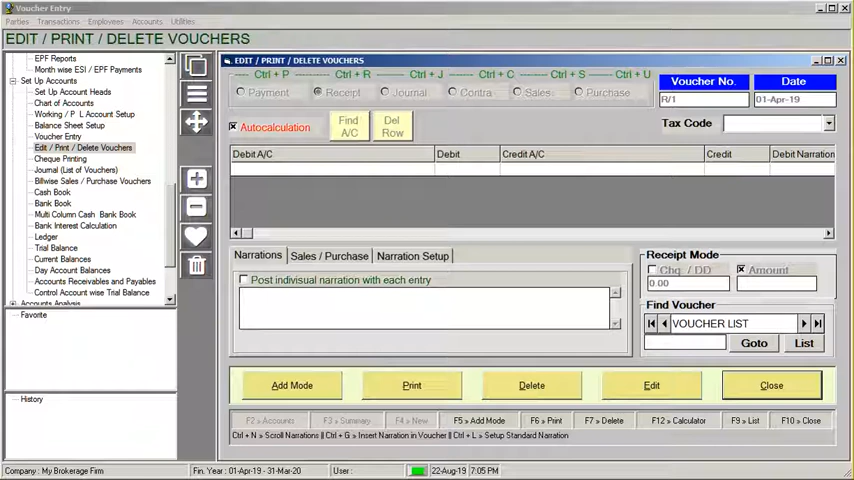 Voucher Entry
Parties Transactions Employees Accounts Utilities
EDIT / PRINT / DELETE VOUCHERS
EPF Reports
Month wise ESI / EPF Payments
Set Up Accounts
Set Up Account Heads
Chart of Accounts
Working / P L Account Setup
Balance Sheet Setup
Voucher Entry
Edit / Print / Delete Vouchers
Cheque Printing
Journal (List of Vouchers)
Billwise Sales / Purchase Vouchers
Cash Book
Bank Book
Multi Column Cash Bank Book
Bank Interest Calculation
Ledger
Trial Balance
Current Balances
Day Account Balances
Accounts Receivables and Payables
Control Account wise Trial Balance
Accounts Analysis
Favorite
History
EDIT / PRINT / DELETE VOUCHERS
Ctrl + P Ctrl + R Ctrl + J Ctrl + C Ctrl + S Ctrl + U
Payment Receipt Journal Contra Sales Purchase
Voucher No. Date
R/1 01-Apr-19
Autocalculation
Find A/C
Del Row
Tax Code
Debit A/C Debit Credit A/C Credit Debit Narration
Narrations Sales / Purchase Narration Setup
Post indivisual narration with each entry
Receipt Mode
Chq. / DD Amount
0.00
Find Voucher
VOUCHER LIST
Goto List
Add Mode Print Delete Edit Close
F2 » Accounts F3 » Summary F4 » New F5 » Add Mode F6 » Print F7 » Delete F12 » Calculator F9 » List F10 » Close
Ctrl + N » Scroll Narrations || Ctrl + G » Insert Narration in Voucher || Ctrl + L » Setup Standard Narration
Company : My Brokerage Firm Fin. Year : 01-Apr-19 - 31-Mar-20 User : 22-Aug-19 7:05 PM